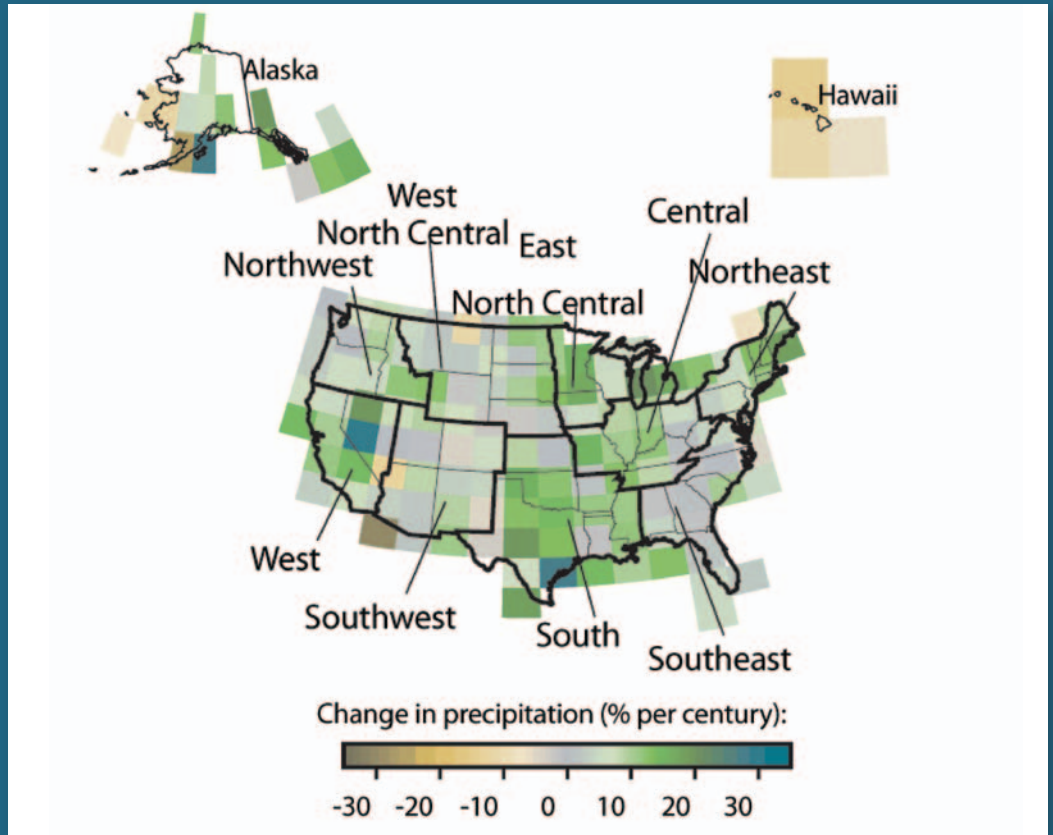 Alaska
Hawaii
West
North Central
Northwest
East
North Central
Central
Northeast
West
Southwest
South
Southeast
Change in precipitation (% per century):
-30 -20 -10 0 10 20 30